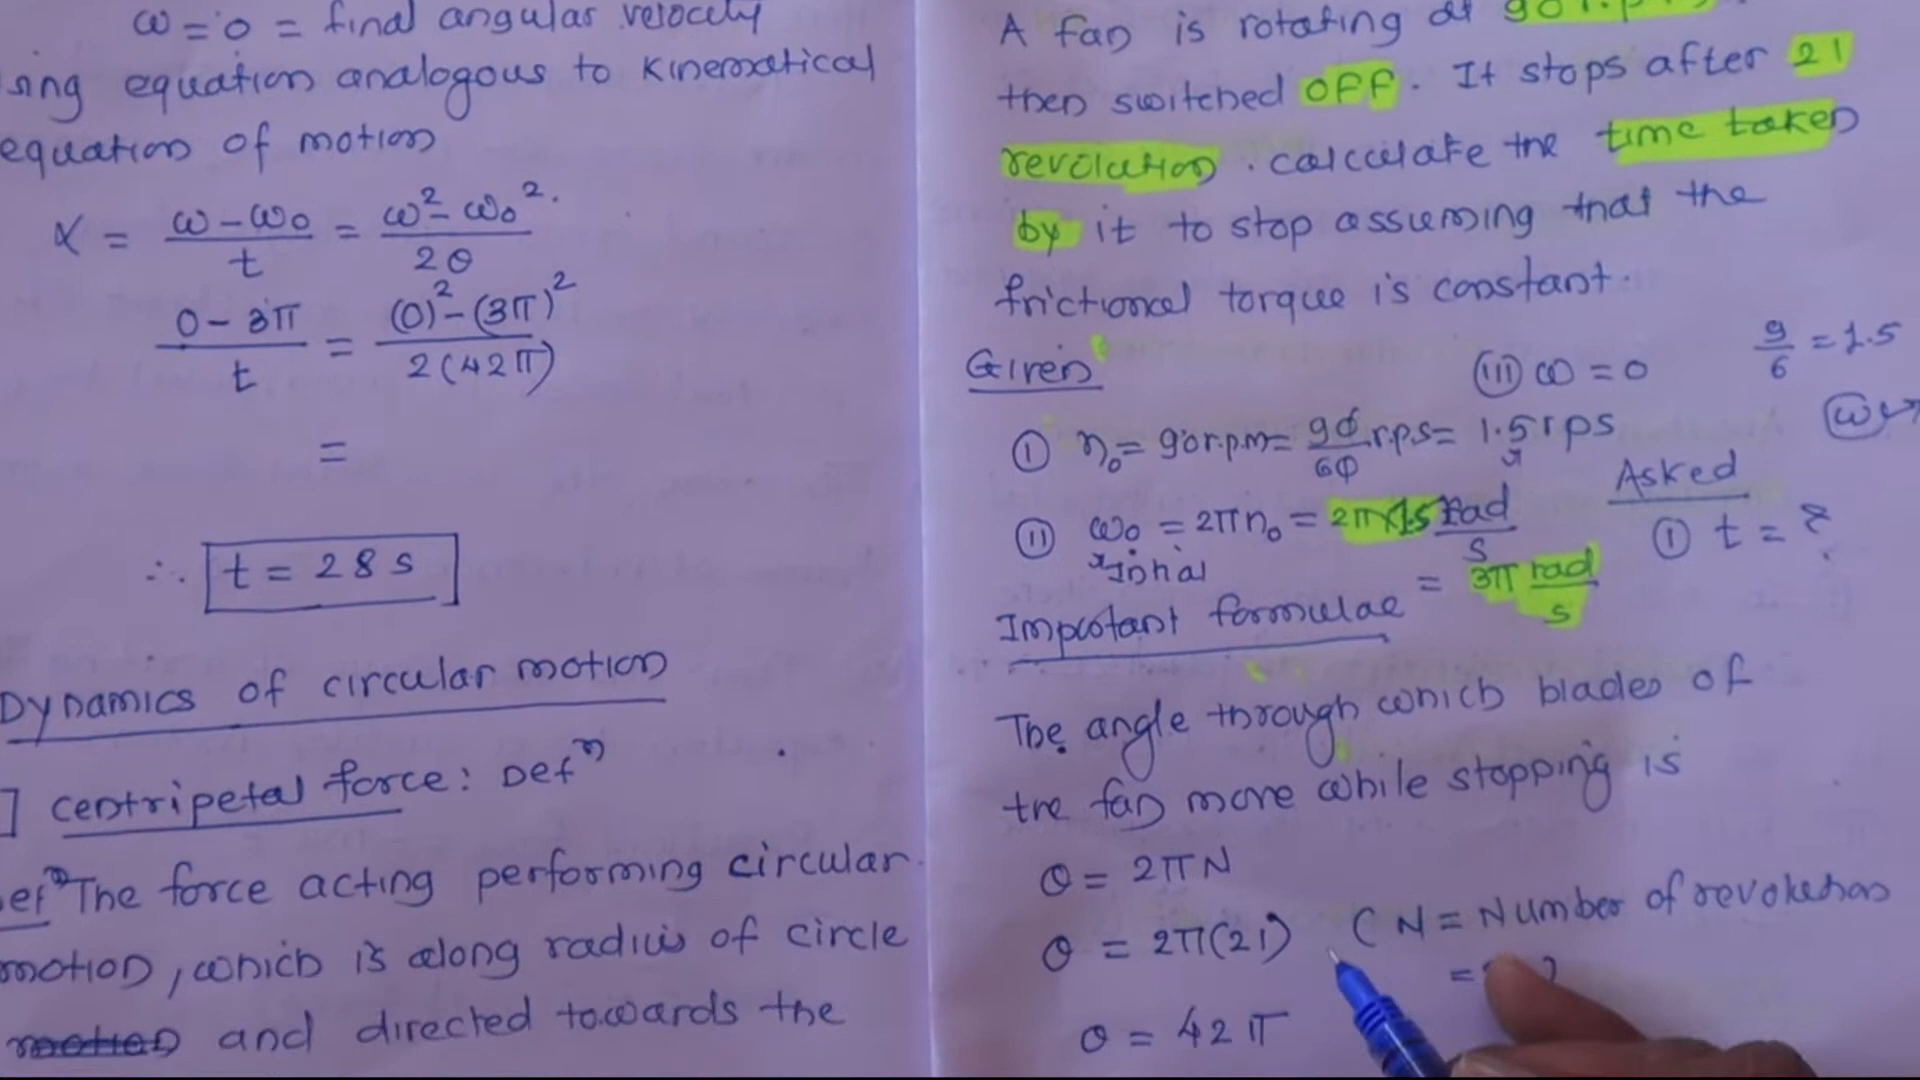 ω = 0 = final angular velocity
sing equation analogous to kinematical
equation of motion
α = ω - ω₀ / t = ω² - ω₀² / 2θ
0 - 3π / t = (0)² - (3π)² / 2(42π)
=
∴ t = 28 s
Dynamics of circular motion
] centripetal force: Defⁿ
efⁿ The force acting performing circular
motion, which is along radius of circle
and directed towards the
A fan is rotating at 90 r.p.
then switched OFF. It stops after 21
revolution. calculate the time taken
by it to stop assuming that the
frictional torque is constant.
Given
(iii) ω = 0
9/6 = 1.5
(i) n₀ = 90 r.p.m = 90/60 r.p.s = 1.5 rps
ω
Asked
(ii) ω₀ = 2πn₀ = 2π×1.5 rad/s
(i) t = ?
Inital
= 3π rad/s
Impotant formulae
The angle through which blades of
the fan move while stopping is
θ = 2πN
θ = 2π(21) (N = Number of revolutions
=
θ = 42π